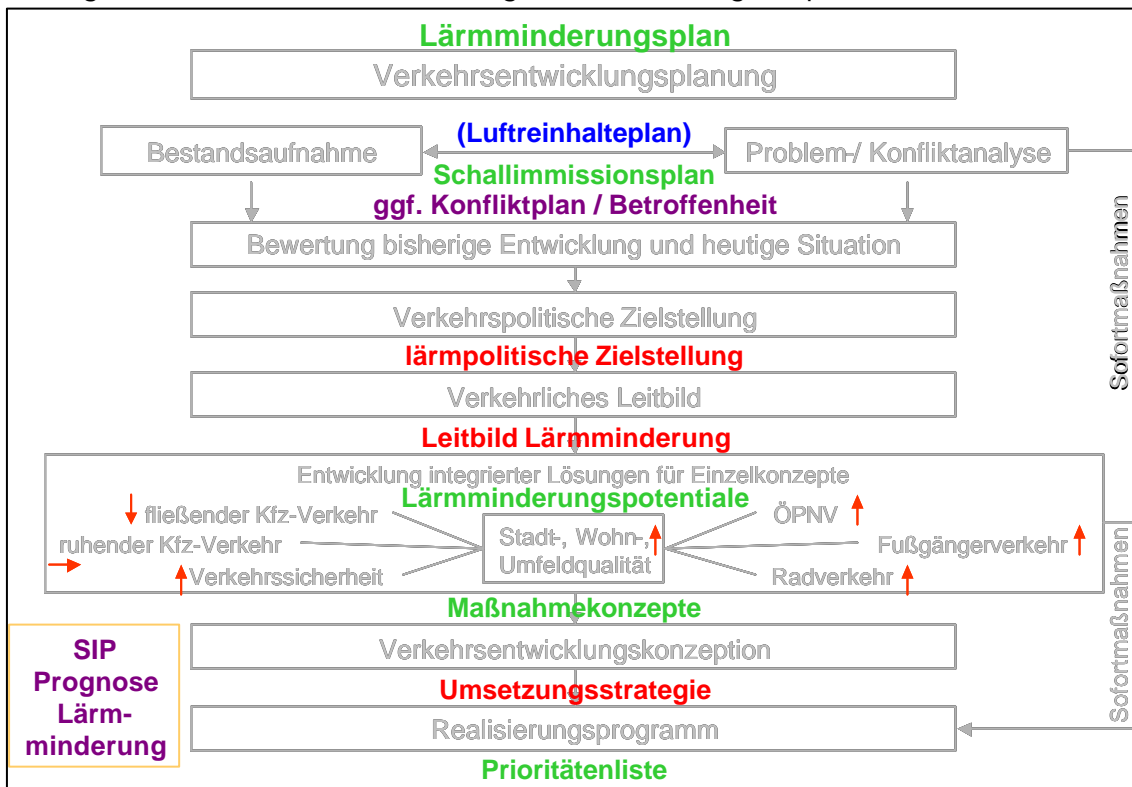 Lärmminderungsplan
Verkehrsentwicklungsplanung
(Luftreinhalteplan)
Bestandsaufnahme
Problem-/ Konfliktanalyse
Schallimmissionsplan
ggf. Konfliktplan / Betroffenheit
Bewertung bisherige Entwicklung und heutige Situation
Sofortmaßnahmen
Verkehrspolitische Zielstellung
lärmpolitische Zielstellung
Verkehrliches Leitbild
Leitbild Lärmminderung
Entwicklung integrierter Lösungen für Einzelkonzepte
Lärmminderungspotentiale
fließender Kfz-Verkehr
ruhender Kfz-Verkehr
Verkehrssicherheit
Stadt-, Wohn-,
Umfeldqualität
ÖPNV
Fußgängerverkehr
Radverkehr
Sofortmaßnahmen
Maßnahmekonzepte
Verkehrsentwicklungskonzeption
Umsetzungsstrategie
Realisierungsprogramm
Prioritätenliste
SIP
Prognose
Lärm-
minderung